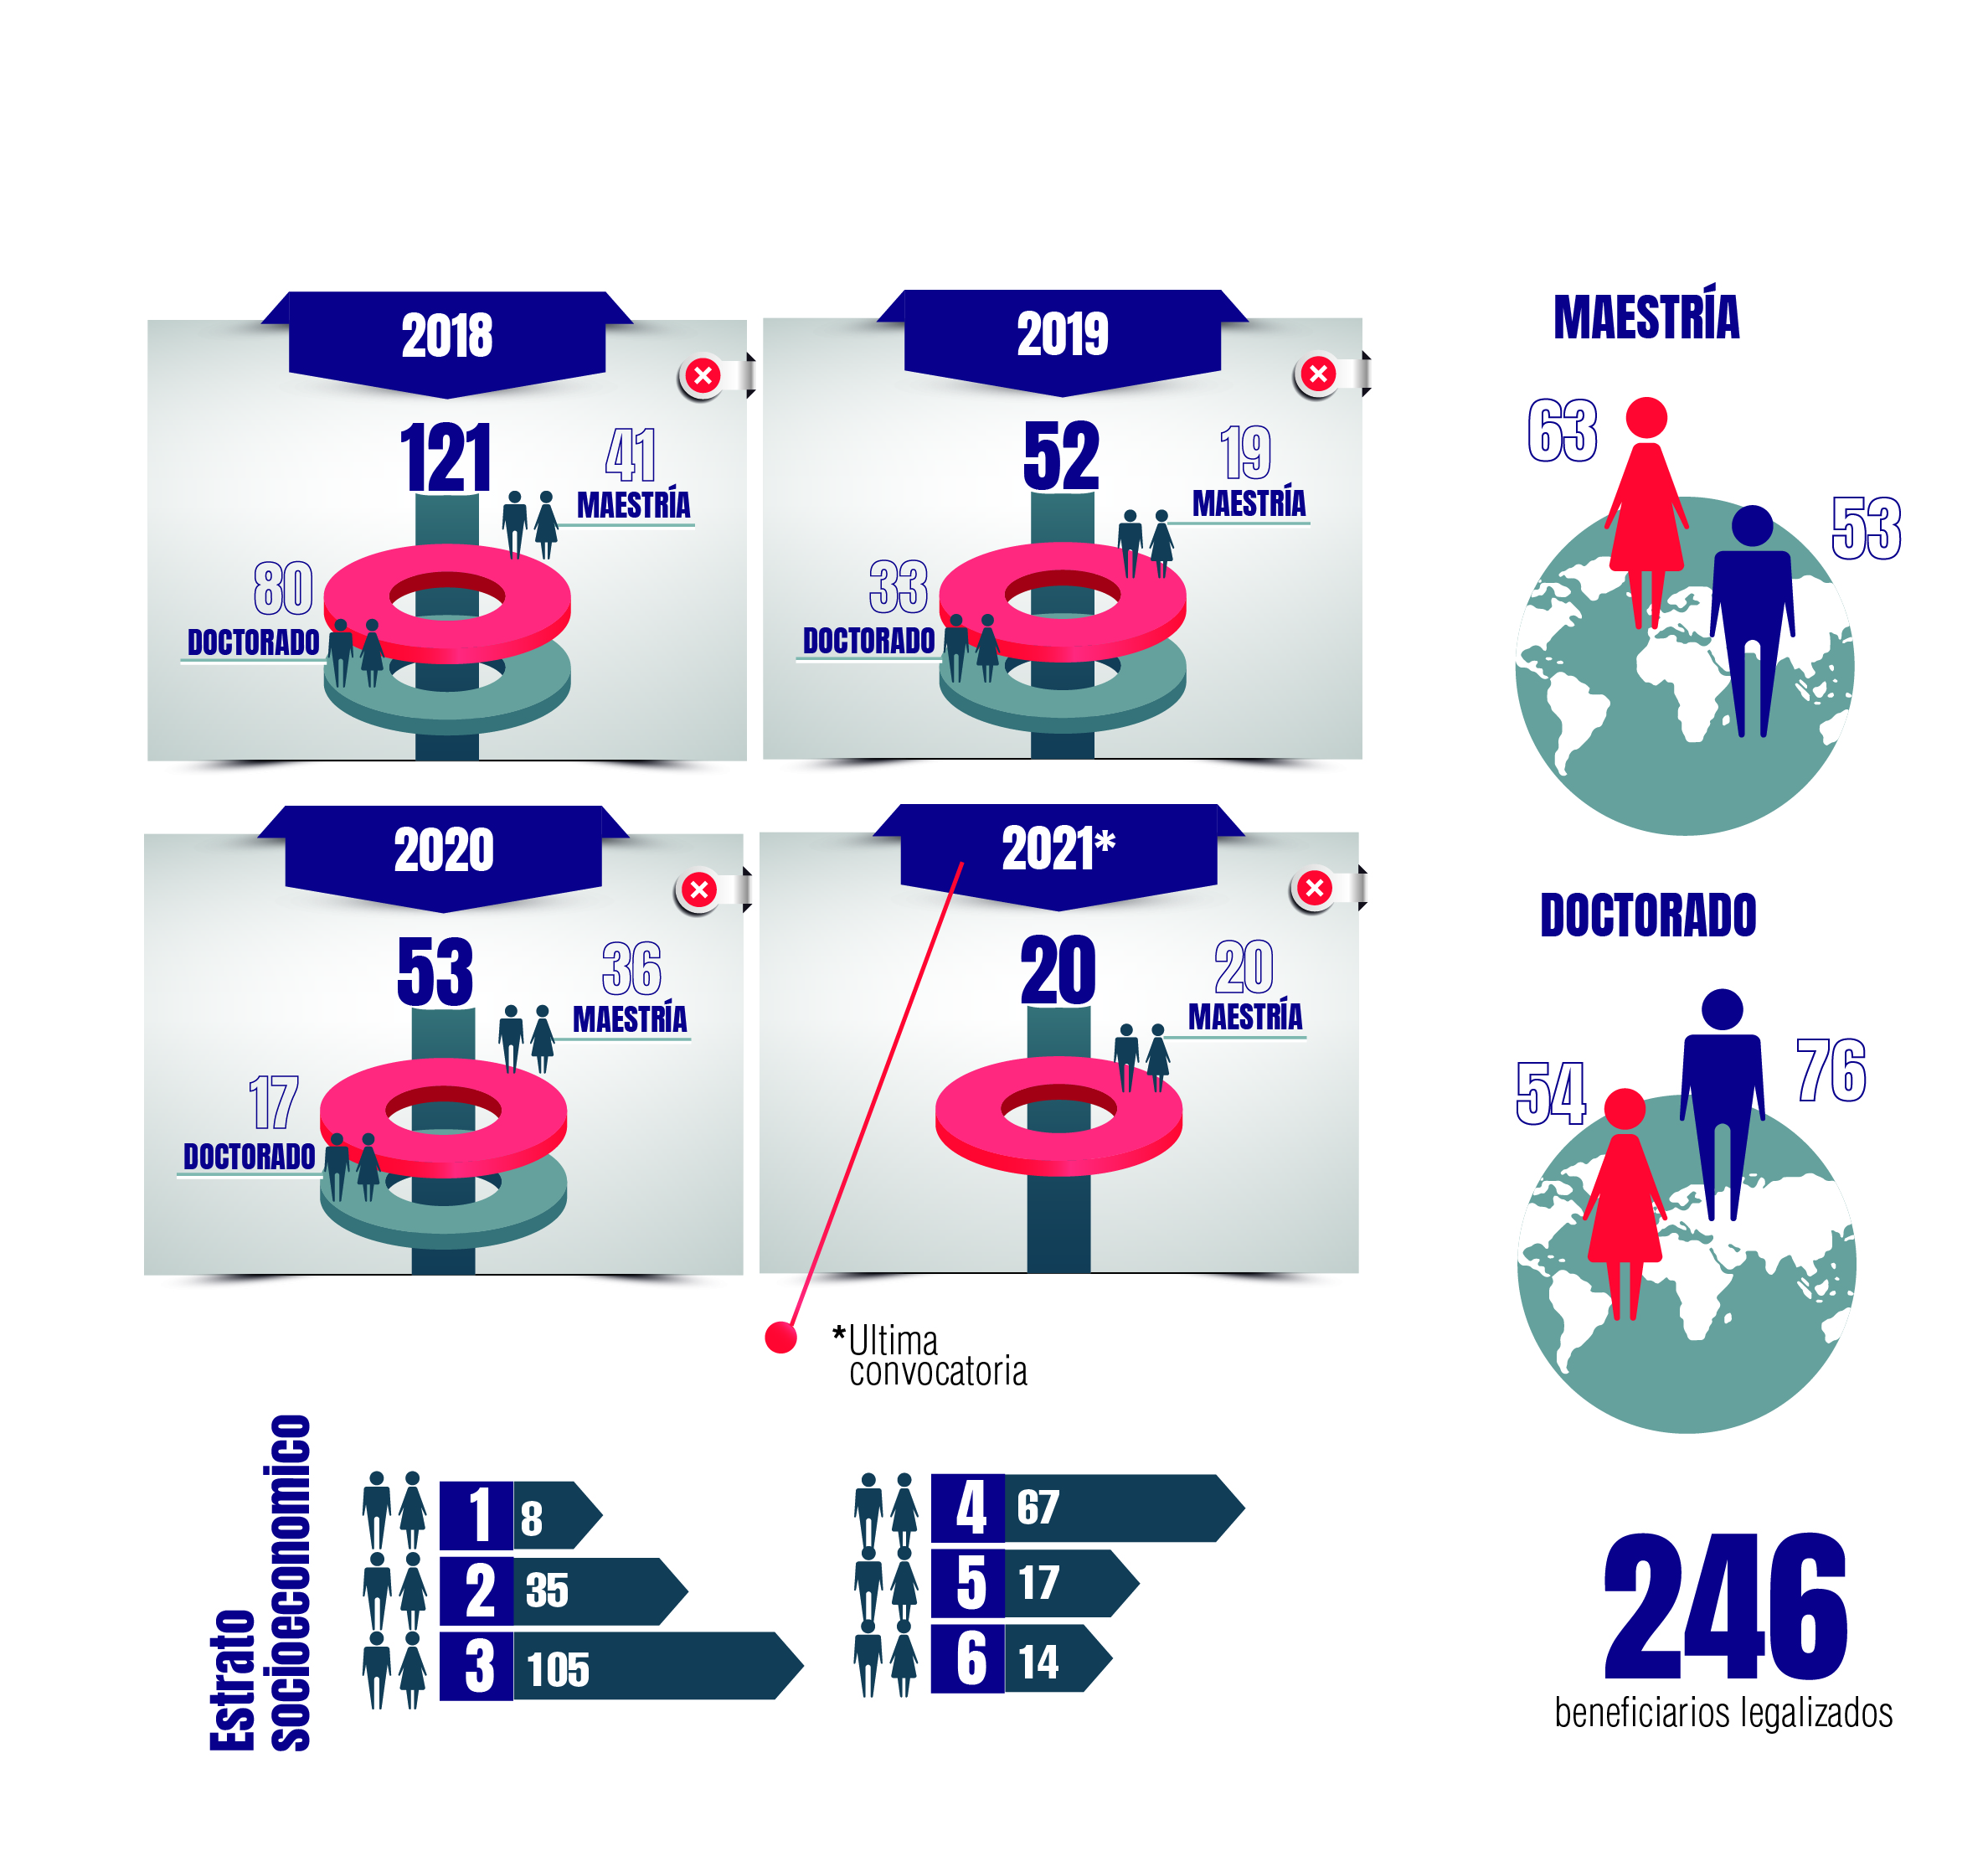 2018
121
41
MAESTRÍA
80
DOCTORADO
2019
52
19
MAESTRÍA
33
DOCTORADO
2020
53
36
MAESTRÍA
17
DOCTORADO
2021*
20
20
MAESTRÍA
*Ultima
convocatoria
MAESTRÍA
63
53
DOCTORADO
54
76
Estrato
socioeconomico
1 8
2 35
3 105
4 67
5 17
6 14
246
beneficiarios legalizados